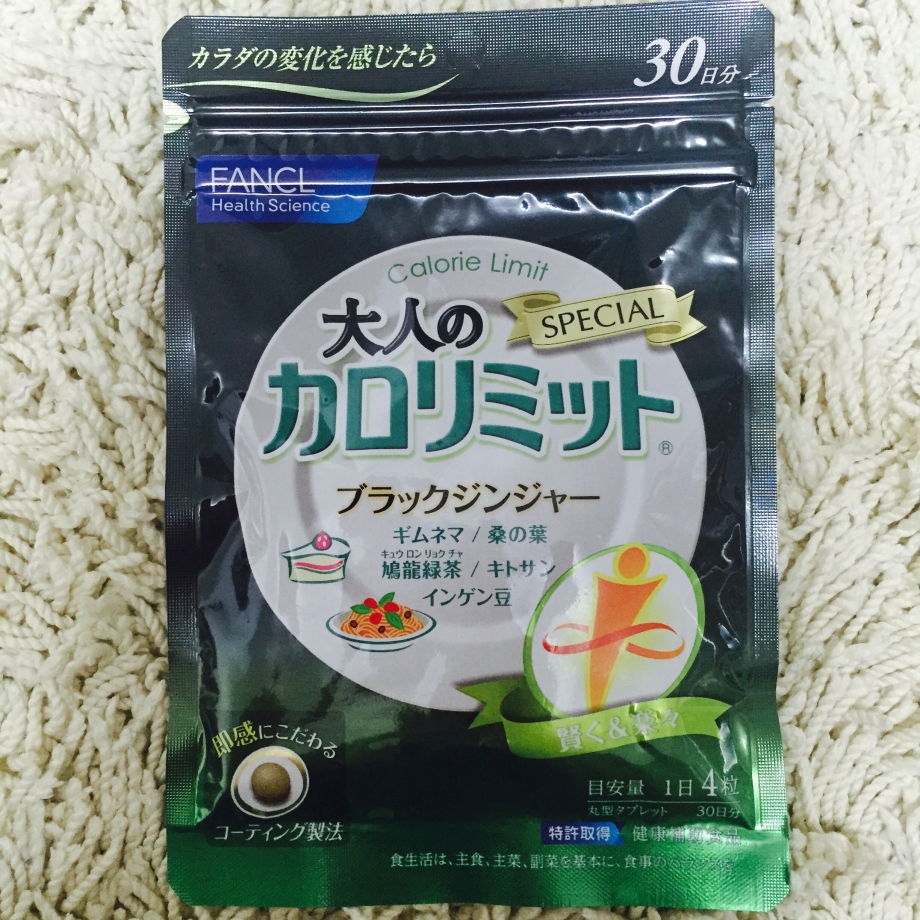 カラダの変化を感じたら
30日分
FANCL
Health Science
Calorie Limit
大人の
SPECIAL
カロリミット®
ブラックジンジャー
ギムネマ / 桑の葉
キュウ ロン リョク チャ
鳩龍緑茶 / キトサン
インゲン豆
賢く&楽々
即感にこだわる
コーティング製法
目安量 1日4粒
丸型タブレット 30日分
特許取得 健康補助食品
食生活は、主食、主菜、副菜を基本に、食事のバランスを。